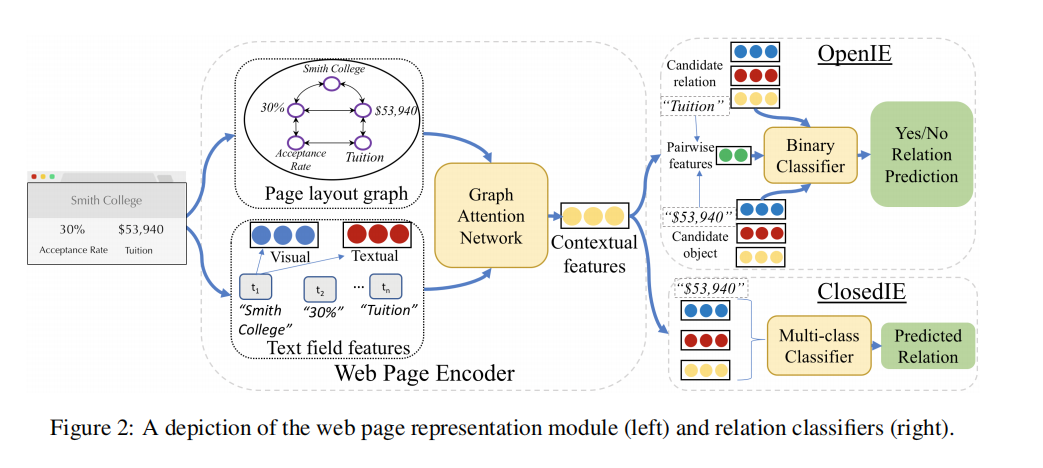 Smith College
30%
$53,940
Acceptance Rate
Tuition
Smith College
30%
$53,940
Acceptance
Rate
Tuition
Page layout graph
Visual
Textual
t1
t2
...
tn
“Smith
College”
“30%”
“Tuition”
Text field features
Web Page Encoder
Graph
Attention
Network
Contextual
features
OpenIE
Candidate
relation
“Tuition”
Pairwise
features
“$53,940”
Candidate
object
Binary
Classifier
Yes/No
Relation
Prediction
ClosedIE
“$53,940”
Multi-class
Classifier
Predicted
Relation
Figure 2: A depiction of the web page representation module (left) and relation classifiers (right).